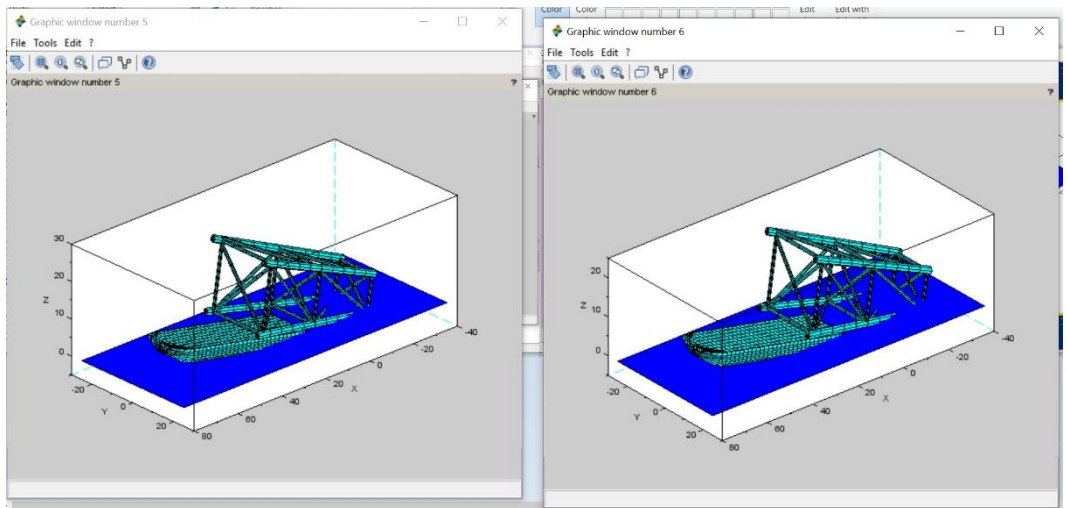 Color Color Edit Edit with
Graphic window number 5
File Tools Edit ?
Graphic window number 5 ?
30
20
10
0
Z
-20
0
20
Y
80
60
40
20
0
-20
-40
X
Graphic window number 6
File Tools Edit ?
Graphic window number 6 ?
20
10
0
Z
-20
0
20
Y
80
60
40
20
0
-20
-40
X